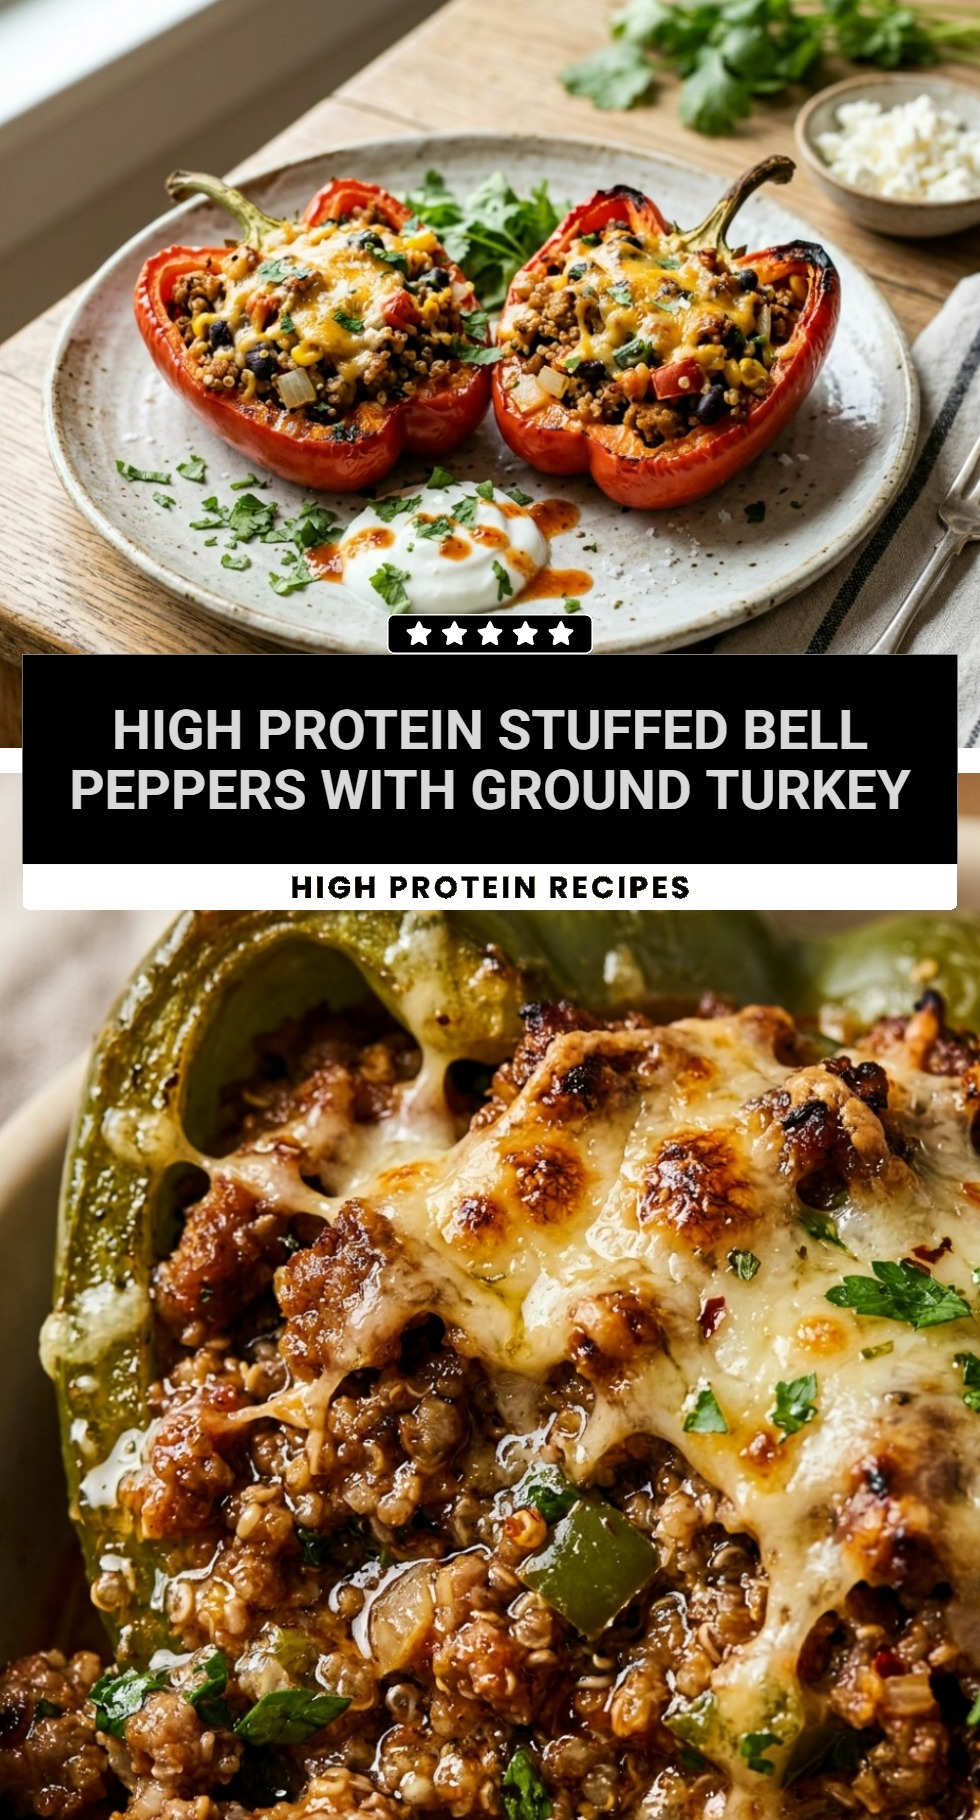 HIGH PROTEIN STUFFED BELL
PEPPERS WITH GROUND TURKEY
HIGH PROTEIN RECIPES